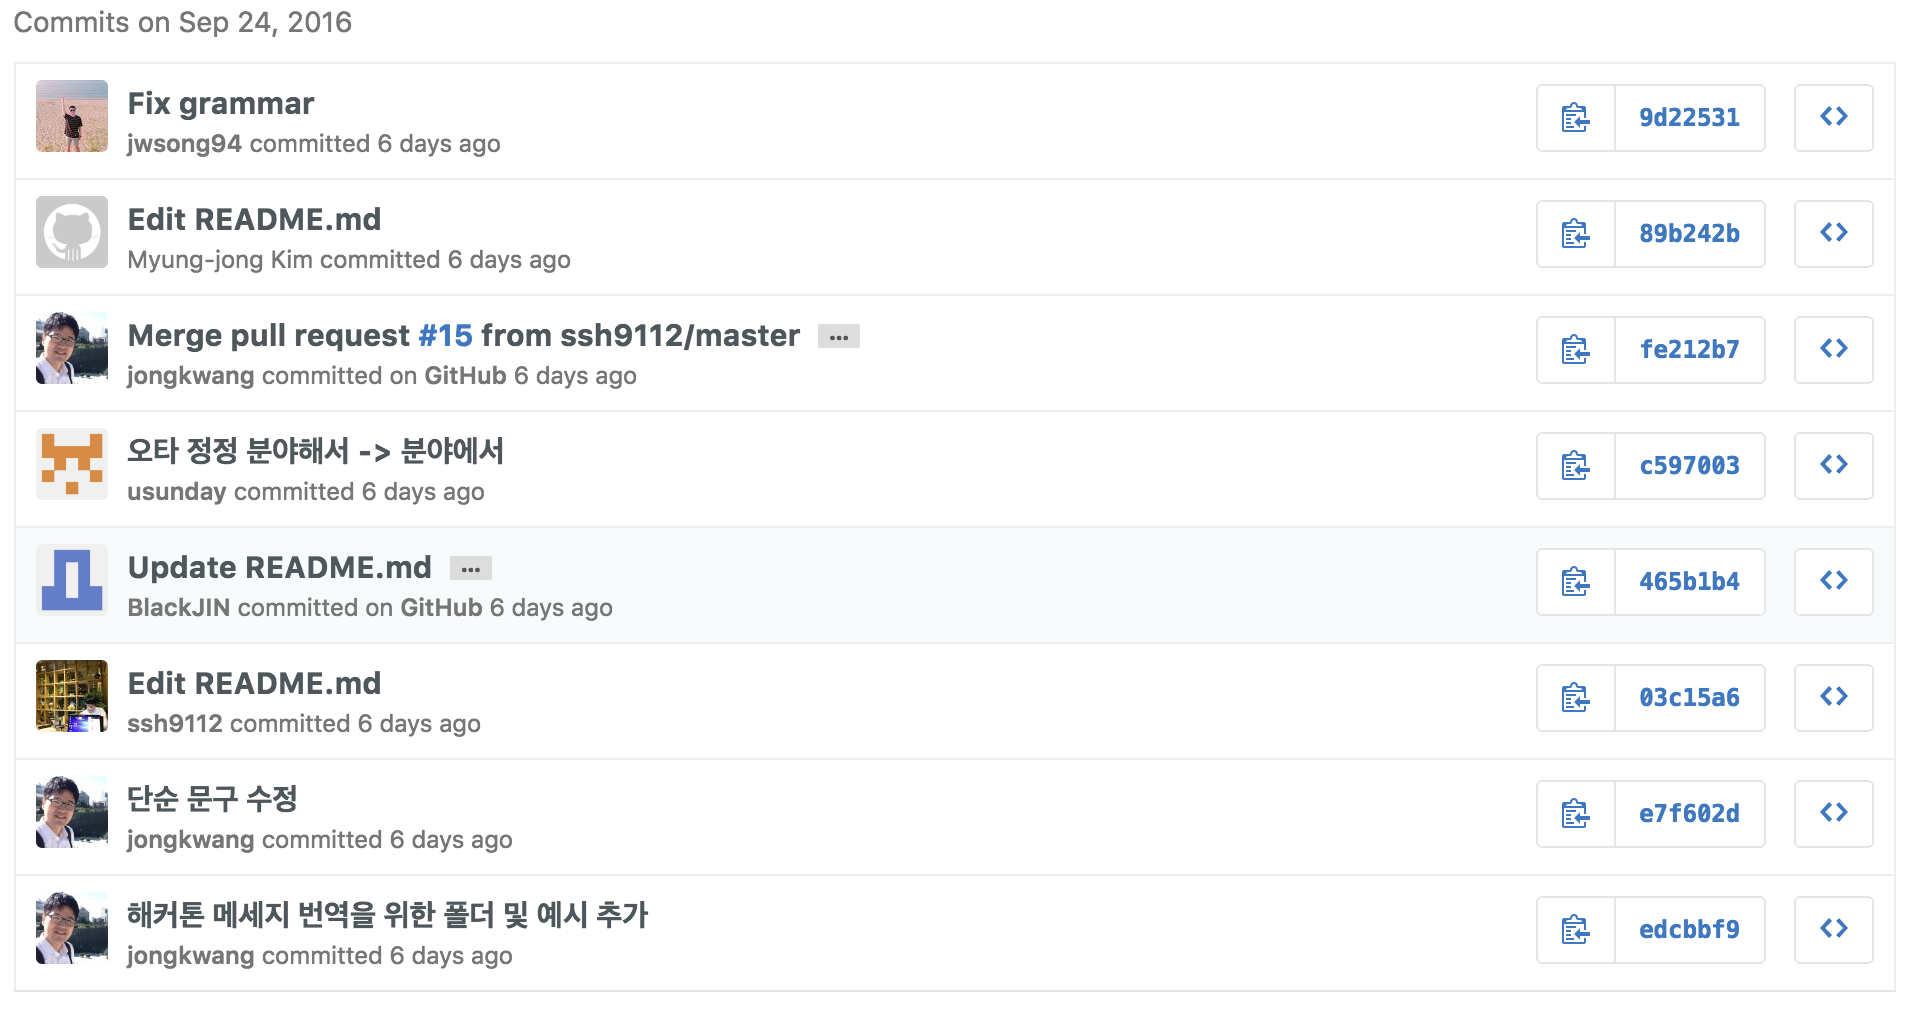 Commits on Sep 24, 2016
Fix grammar
jwsong94 committed 6 days ago
9d22531
Edit README.md
Myung-jong Kim committed 6 days ago
89b242b
Merge pull request #15 from ssh9112/master …
jongkwang committed on GitHub 6 days ago
fe212b7
오타 정정 분야해서 -> 분야에서
usunday committed 6 days ago
c597003
Update README.md …
BlackJIN committed on GitHub 6 days ago
465b1b4
Edit README.md
ssh9112 committed 6 days ago
03c15a6
단순 문구 수정
jongkwang committed 6 days ago
e7f602d
해커톤 메세지 번역을 위한 폴더 및 예시 추가
jongkwang committed 6 days ago
edcbbf9